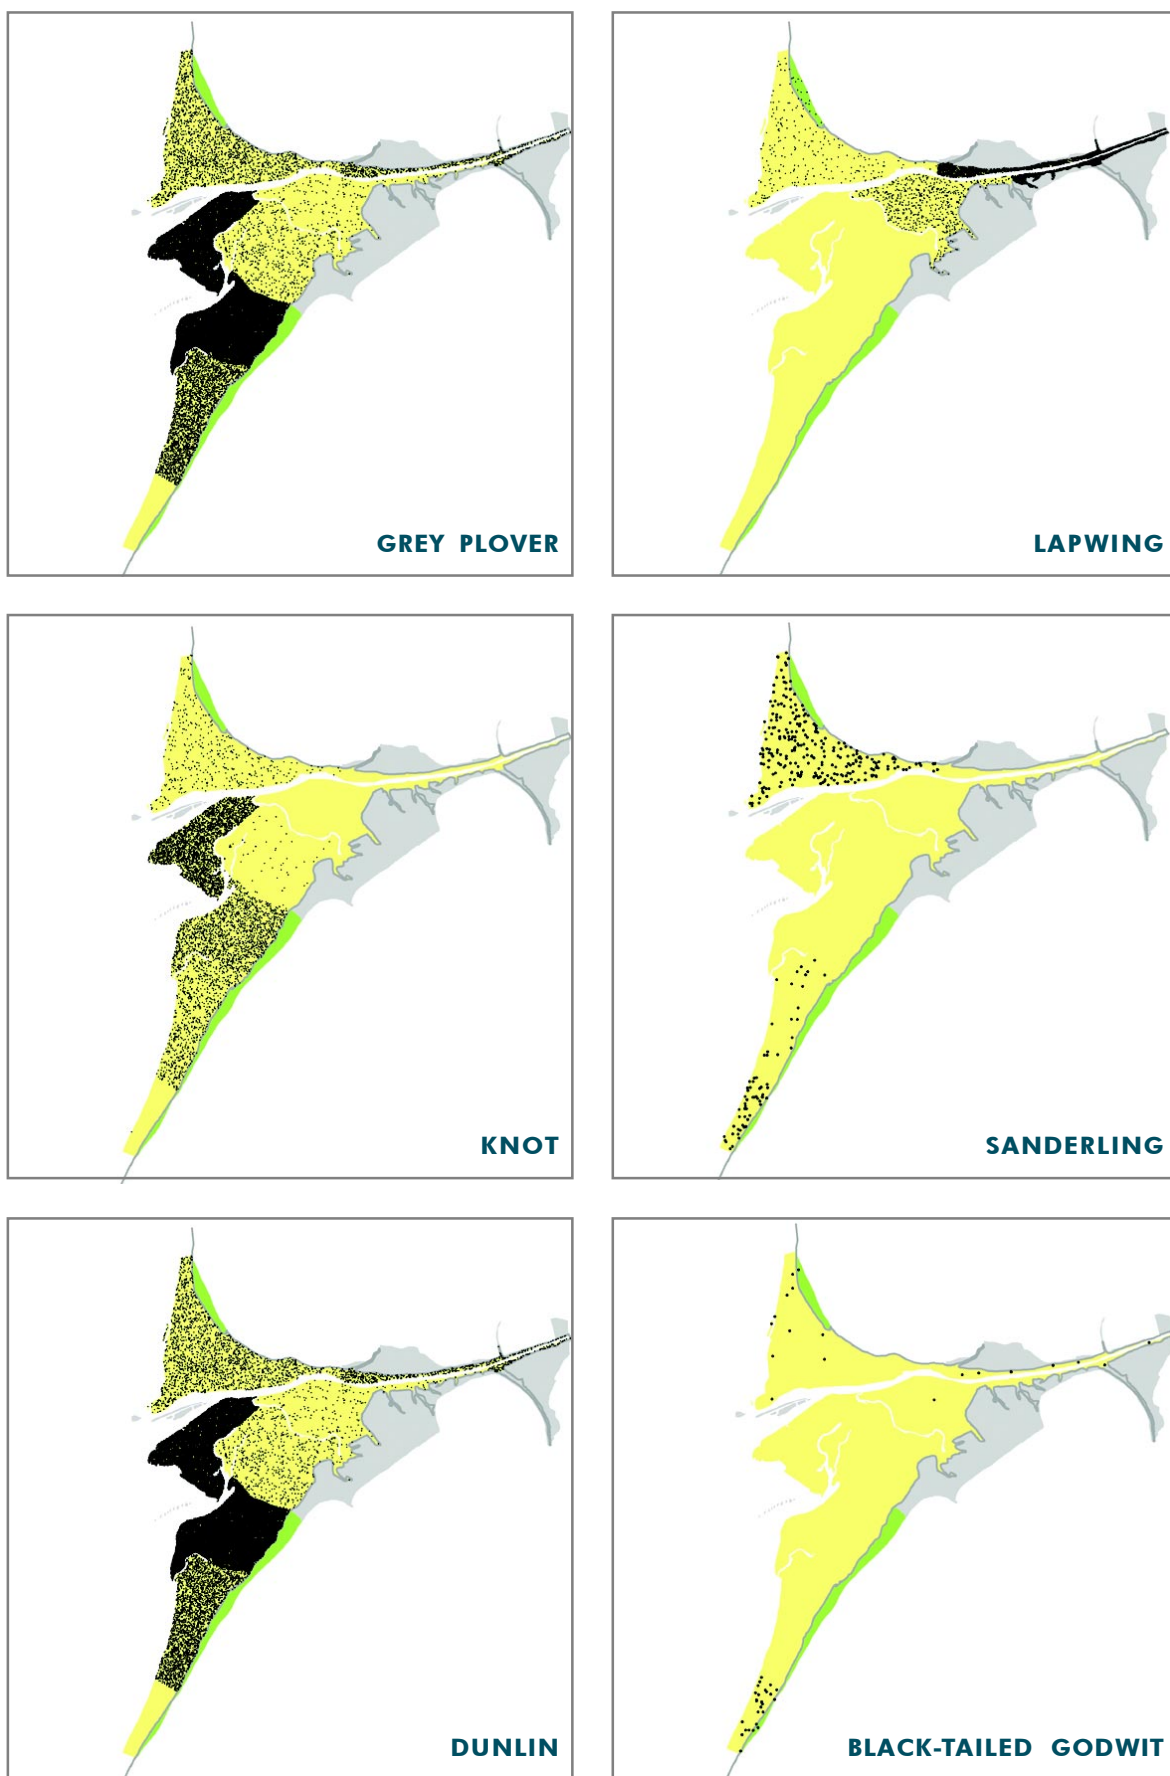 GREY PLOVER
LAPWING
KNOT
SANDERLING
DUNLIN
BLACK-TAILED GODWIT